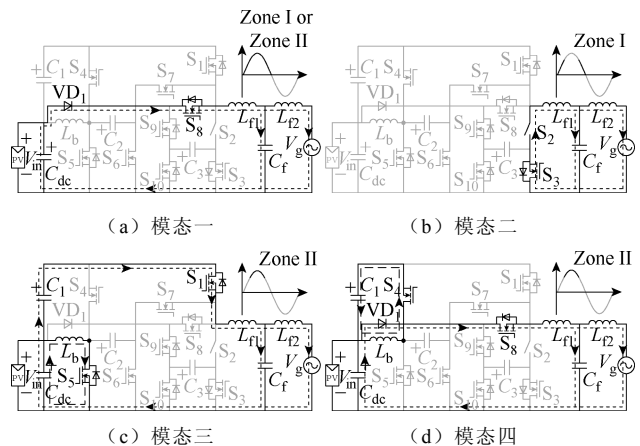 Zone I or
Zone II
C1 S4
S7
S1
VD1
S8
Lf1 Lf2
Lb
C2
S9
S2
PV
Vin
S5
S6
C3
S3
Cf
Vg
Cdc
S10
(a) 模态一
Zone I
C1 S4
S7
S1
VD1
S8
Lf1 Lf2
Lb
C2
S9
S2
PV
Vin
S5
S6
C3
S3
Cf
Vg
Cdc
S10
(b) 模态二
Zone II
C1 S4
S7
S1
VD1
S8
Lf1 Lf2
Lb
C2
S9
S2
PV
Vin
S5
S6
C3
S3
Cf
Vg
Cdc
S10
(c) 模态三
Zone II
C1 S4
S7
S1
VD
S8
Lf1 Lf2
Lb
C2
S9
S2
PV
Vin
S5
S6
C3
S3
Cf
Vg
Cdc
S10
(d) 模态四